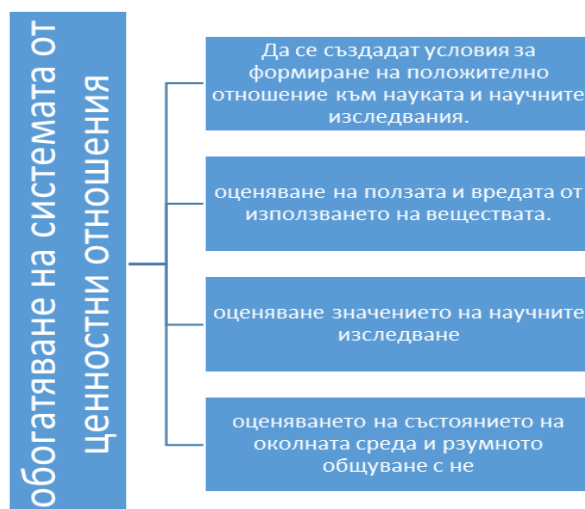 обогатяване на системата от
ценностни отношения
Да се създадат условия за
формиране на положително
отношение към науката и научните
изследвания.
оценяване на ползата и вредата от
използването на веществата.
оценяване значението на научните
изследване
оценяването на състоянието на
околната среда и рзумното
общуване с не